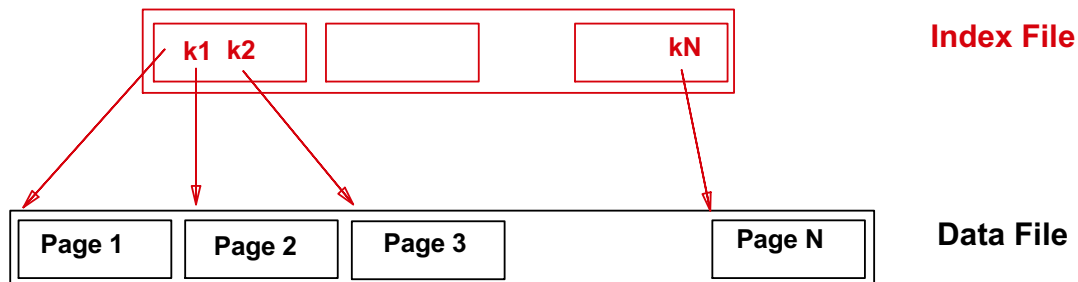 k1 k2 kN Index File
Page 1 Page 2 Page 3 Page N Data File